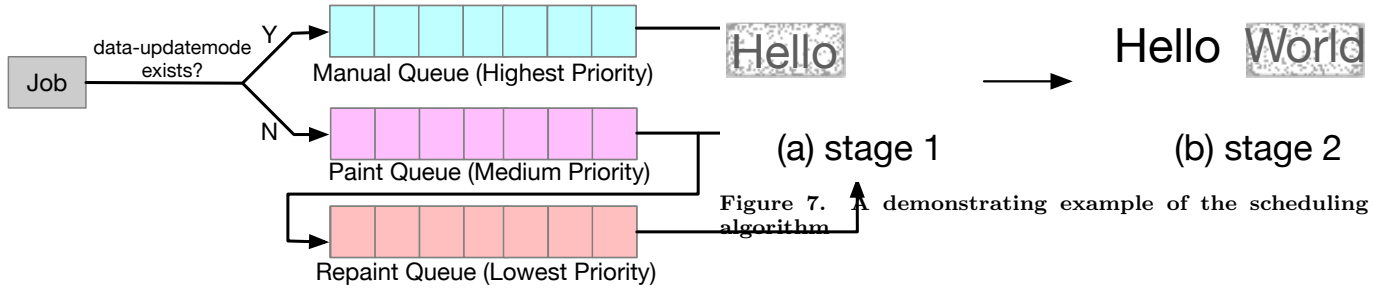 data-updatemode
exists?
Job
Y
N
Manual Queue (Highest Priority)
Paint Queue (Medium Priority)
Repaint Queue (Lowest Priority)
Hello
Hello World
(a) stage 1
(b) stage 2
Figure 7. A demonstrating example of the scheduling
algorithm